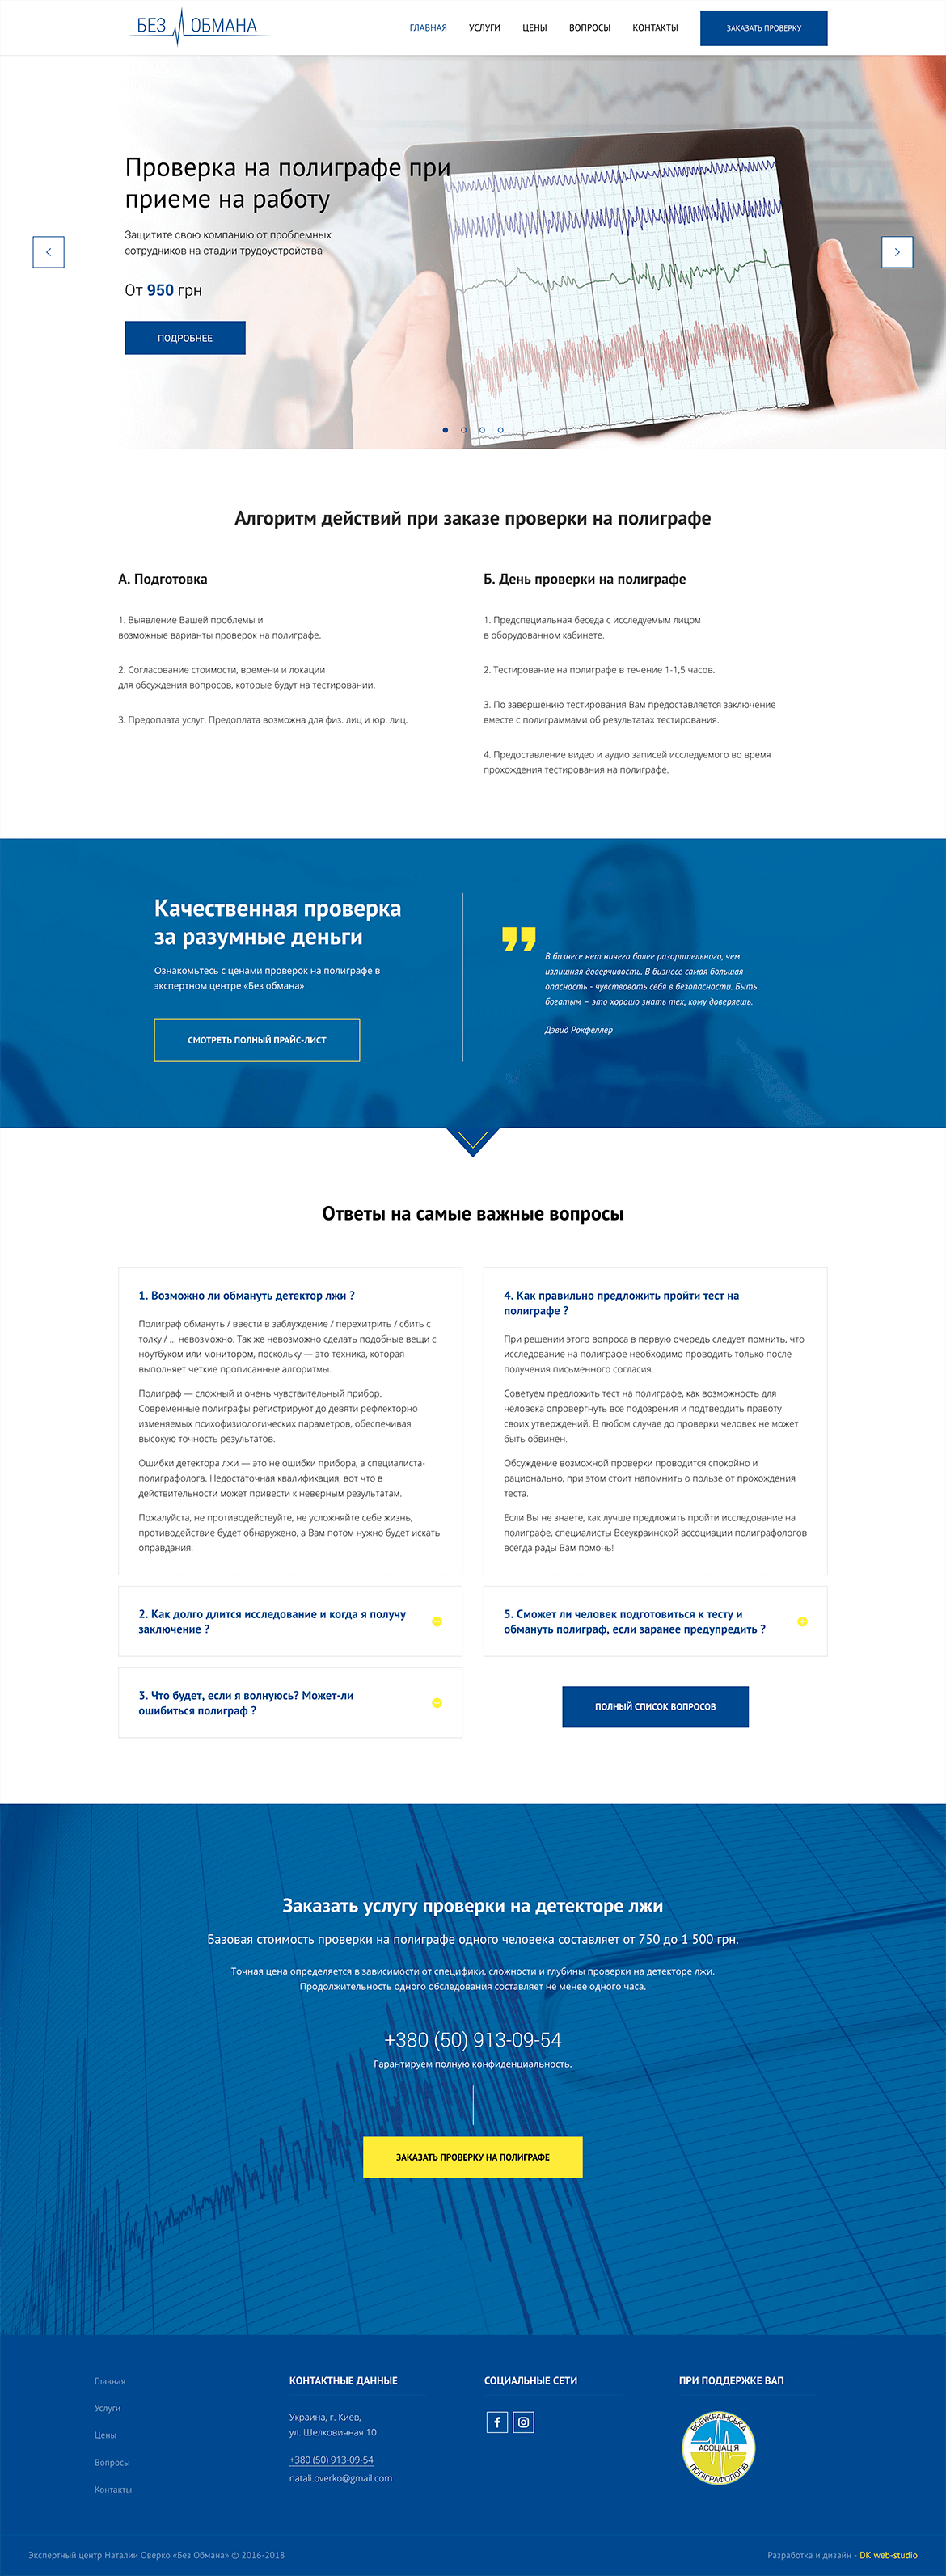 БЕЗ ОБМАНА
ГЛАВНАЯ
УСЛУГИ
ЦЕНЫ
ВОПРОСЫ
КОНТАКТЫ
ЗАКАЗАТЬ ПРОВЕРКУ
Проверка на полиграфе при
приеме на работу
Защитите свою компанию от проблемных
сотрудников на стадии трудоустройства
От 950 грн
ПОДРОБНЕЕ
Алгоритм действий при заказе проверки на полиграфе
А. Подготовка
1. Выявление Вашей проблемы и
возможные варианты проверок на полиграфе.
2. Согласование стоимости, времени и локации
для обсуждения вопросов, которые будут на тестировании.
3. Предоплата услуг. Предоплата возможна для физ. лиц и юр. лиц.
Б. День проверки на полиграфе
1. Предспециальная беседа с исследуемым лицом
в оборудованном кабинете.
2. Тестирование на полиграфе в течение 1-1,5 часов.
3. По завершению тестирования Вам предоставляется заключение
вместе с полиграммами об результатах тестирования.
4. Предоставление видео и аудио записей исследуемого во время
прохождения тестирования на полиграфе.
Качественная проверка
за разумные деньги
Ознакомьтесь с ценами проверок на полиграфе в
экспертном центре «Без обмана»
СМОТРЕТЬ ПОЛНЫЙ ПРАЙС-ЛИСТ
В бизнесе нет ничего более разорительного, чем
излишняя доверчивость. В бизнесе самая большая
опасность - чувствовать себя в безопасности. Быть
богатым – это хорошо знать тех, кому доверяешь.
Дэвид Рокфеллер
Ответы на самые важные вопросы
1. Возможно ли обмануть детектор лжи ?
Полиграф обмануть / ввести в заблуждение / перехитрить / сбить с
толку / ... невозможно. Так же невозможно сделать подобные вещи с
ноутбуком или монитором, поскольку — это техника, которая
выполняет четкие прописанные алгоритмы.
Полиграф — сложный и очень чувствительный прибор.
Современные полиграфы регистрируют до девяти рефлекторно
изменяемых психофизиологических параметров, обеспечивая
высокую точность результатов.
Ошибки детектора лжи — это не ошибки прибора, а специалиста-
полиграфолога. Недостаточная квалификация, вот что в
действительности может привести к неверным результатам.
Пожалуйста, не противодействуйте, не усложняйте себе жизнь,
противодействие будет обнаружено, а Вам потом нужно будет искать
оправдания.
2. Как долго длится исследование и когда я получу
заключение ?
3. Что будет, если я волнуюсь? Может-ли
ошибиться полиграф ?
4. Как правильно предложить пройти тест на
полиграфе ?
При решении этого вопроса в первую очередь следует помнить, что
исследование на полиграфе необходимо проводить только после
получения письменного согласия.
Советуем предложить тест на полиграфе, как возможность для
человека опровергнуть все подозрения и подтвердить правоту
своих утверждений. В любом случае до проверки человек не может
быть обвинен.
Обсуждение возможной проверки проводится спокойно и
рационально, при этом стоит напомнить о пользе от прохождения
теста.
Если Вы не знаете, как лучше предложить пройти исследование на
полиграфе, специалисты Всеукраинской ассоциации полиграфологов
всегда рады Вам помочь!
5. Сможет ли человек подготовиться к тесту и
обмануть полиграф, если заранее предупредить ?
ПОЛНЫЙ СПИСОК ВОПРОСОВ
Заказать услугу проверки на детекторе лжи
Базовая стоимость проверки на полиграфе одного человека составляет от 750 до 1 500 грн.
Точная цена определяется в зависимости от специфики, сложности и глубины проверки на детекторе лжи.
Продолжительность одного обследования составляет не менее одного часа.
+380 (50) 913-09-54
Гарантируем полную конфиденциальность.
ЗАКАЗАТЬ ПРОВЕРКУ НА ПОЛИГРАФЕ
Главная
Услуги
Цены
Вопросы
Контакты
КОНТАКТНЫЕ ДАННЫЕ
Украина, г. Киев,
ул. Шелковичная 10
+380 (50) 913-09-54
natali.overko@gmail.com
СОЦИАЛЬНЫЕ СЕТИ
ПРИ ПОДДЕРЖКЕ ВАП
ВСЕУКРАЇНСЬКА
АСОЦІАЦІЯ
ПОЛІГРАФОЛОГІВ
Экспертный центр Наталии Оверко «Без Обмана» © 2016-2018
Разработка и дизайн - DK web-studio